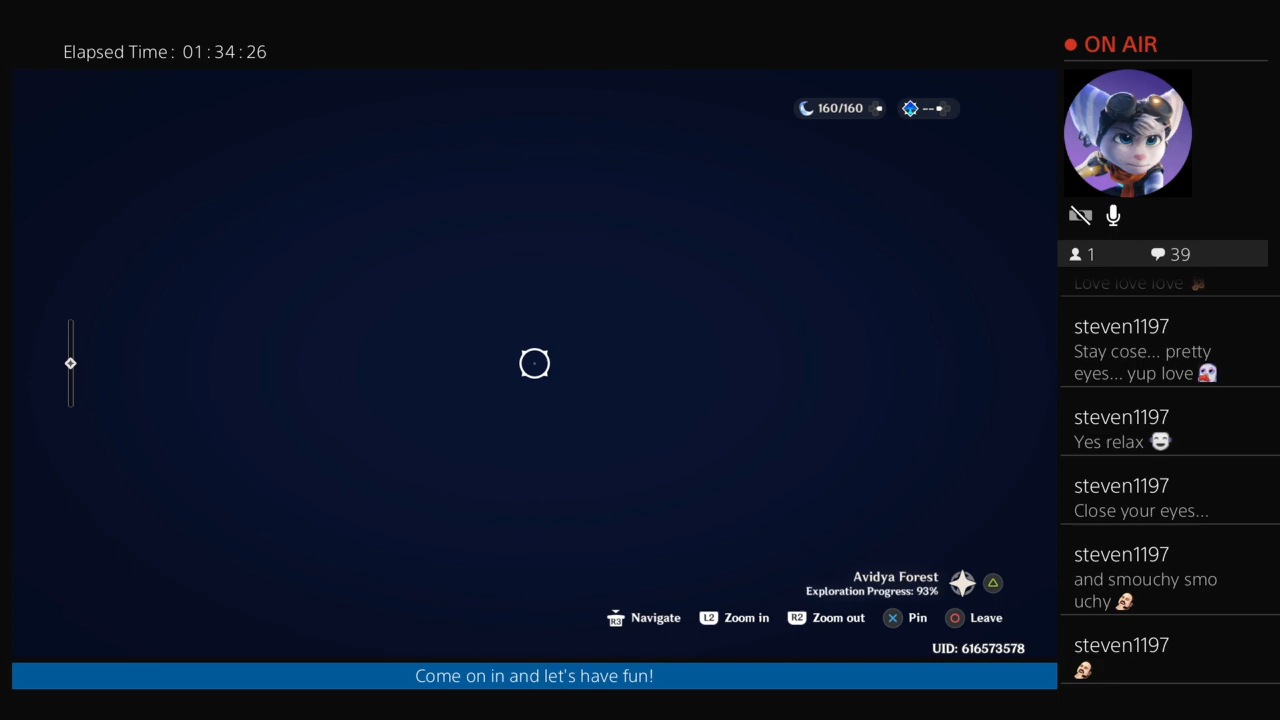 Elapsed Time: 01:34:26
ON AIR
160/160
--
1
39
Love love love
steven1197
Stay cose... pretty
eyes... yup love
steven1197
Yes relax
steven1197
Close your eyes...
steven1197
and smouchy smo
uchy
steven1197
Avidya Forest
Exploration Progress: 93%
R3 Navigate
L2 Zoom in
R2 Zoom out
Pin
Leave
UID: 616573578
Come on in and let's have fun!